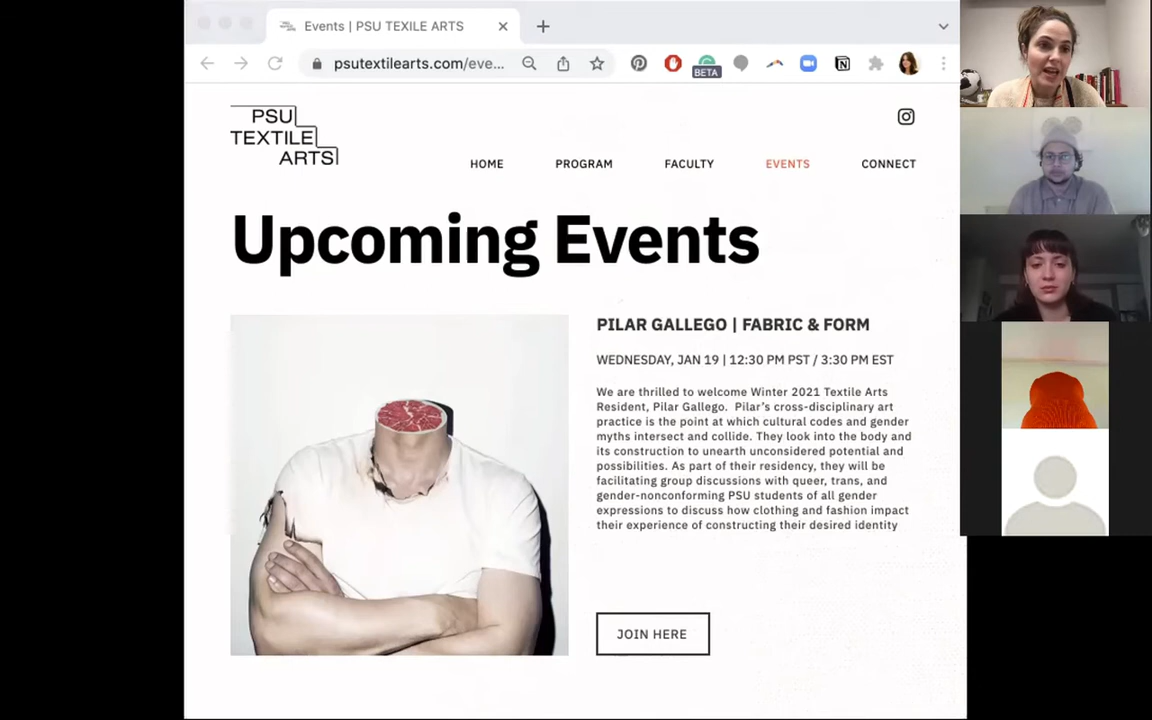 Events | PSU TEXILE ARTS
psutextilearts.com/eve...
BETA
PSU
TEXTILE
ARTS
HOME PROGRAM FACULTY EVENTS CONNECT
Upcoming Events
PILAR GALLEGO | FABRIC & FORM
WEDNESDAY, JAN 19 | 12:30 PM PST / 3:30 PM EST
We are thrilled to welcome Winter 2021 Textile Arts
Resident, Pilar Gallego.  Pilar's cross-disciplinary art
practice is the point at which cultural codes and gender
myths intersect and collide. They look into the body and
its construction to unearth unconsidered potential and
possibilities. As part of their residency, they will be
facilitating group discussions with queer, trans, and
gender-nonconforming PSU students of all gender
expressions to discuss how clothing and fashion impact
their experience of constructing their desired identity
JOIN HERE